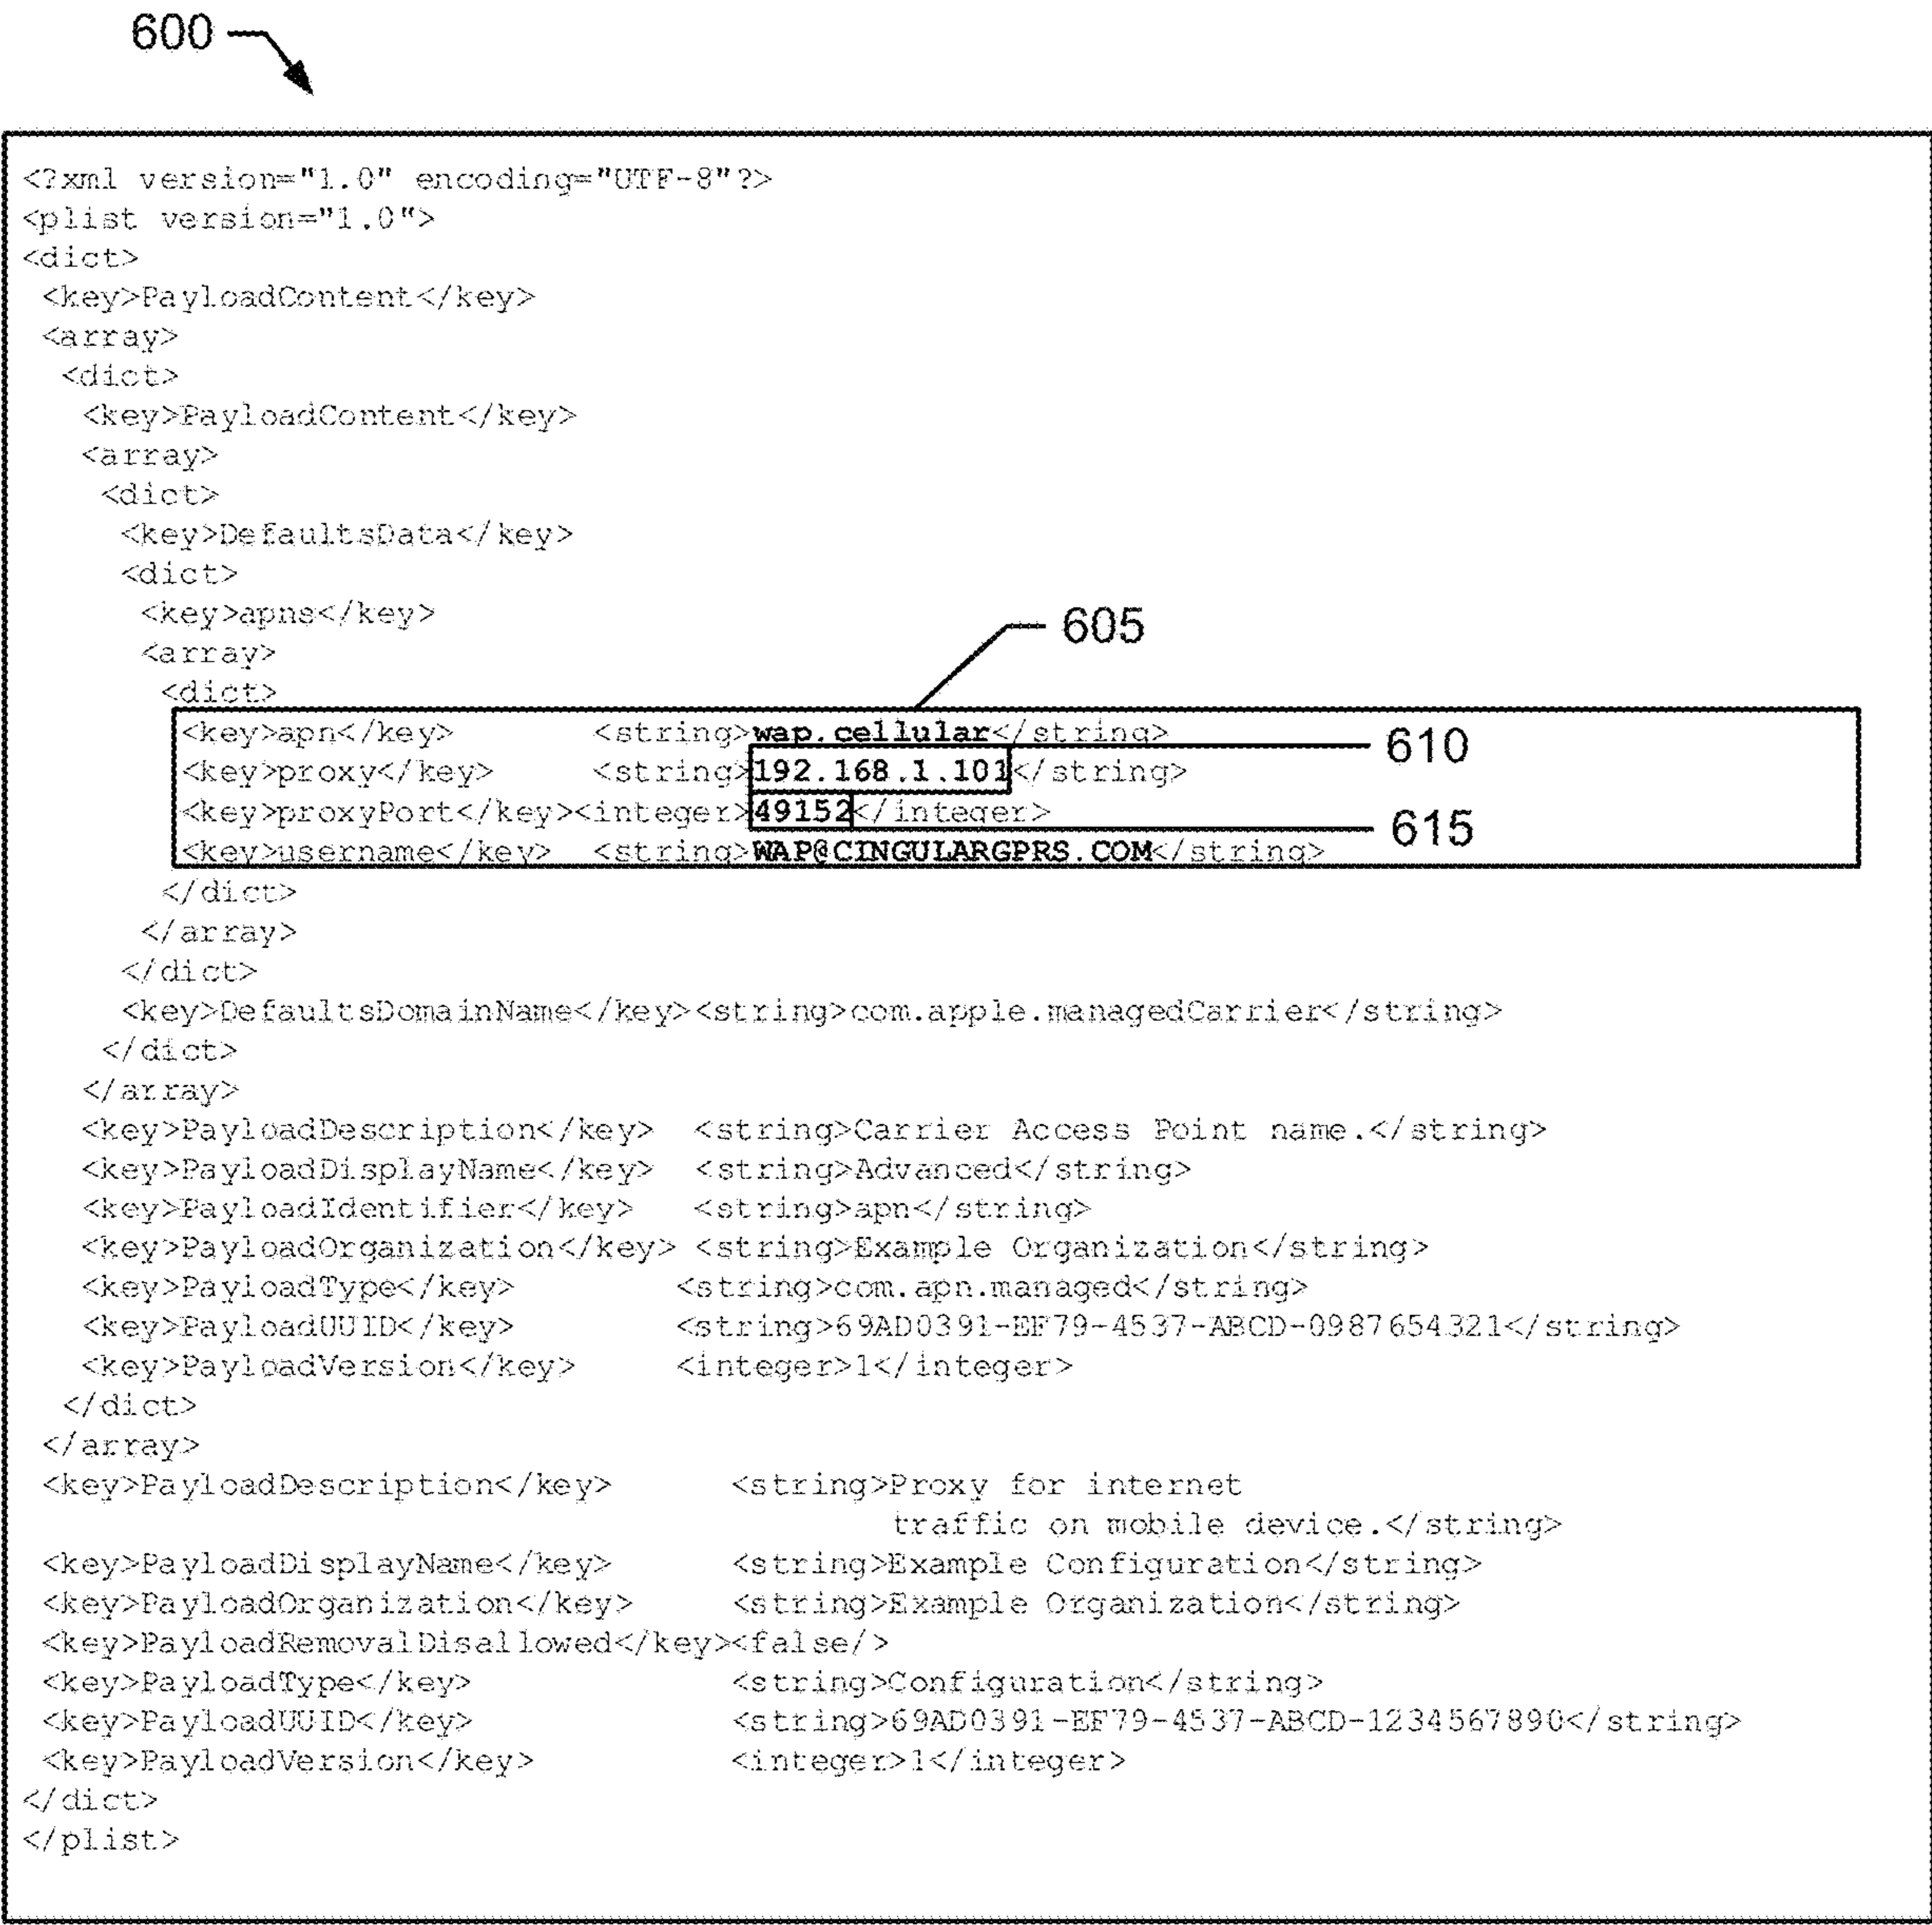 600
<?xml version="1.0" encoding="UTF-8"?>
<plist version="1.0">
<dict>
<key>PayloadContent</key>
<array>
<dict>
<key>PayloadContent</key>
<array>
<dict>
<key>DefaultsData</key>
<dict>
<key>apns</key>
605
<array>
<dict>
<key>apn</key> <string>wap.cellular</string>
610
<key>proxy</key> <string>192.168.1.101</string>
<key>proxyPort</key><integer>49152</integer>
615
<key>username</key> <string>WAP@CINGULARGPRS.COM</string>
</dict>
</array>
</dict>
<key>DefaultsDomainName</key><string>com.apple.managedCarrier</string>
</dict>
</array>
<key>PayloadDescription</key> <string>Carrier Access Point name.</string>
<key>PayloadDisplayName</key> <string>Advanced</string>
<key>PayloadIdentifier</key> <string>apn</string>
<key>PayloadOrganization</key> <string>Example Organization</string>
<key>PayloadType</key> <string>com.apn.managed</string>
<key>PayloadUUID</key> <string>69AD0391-EF79-4537-ABCD-0987654321</string>
<key>PayloadVersion</key> <integer>1</integer>
</dict>
</array>
<key>PayloadDescription</key> <string>Proxy for internet
traffic on mobile device.</string>
<key>PayloadDisplayName</key> <string>Example Configuration</string>
<key>PayloadOrganization</key> <string>Example Organization</string>
<key>PayloadRemovalDisallowed</key><false/>
<key>PayloadType</key> <string>Configuration</string>
<key>PayloadUUID</key> <string>69AD0391-EF79-4537-ABCD-1234567890</string>
<key>PayloadVersion</key> <integer>1</integer>
</dict>
</plist>